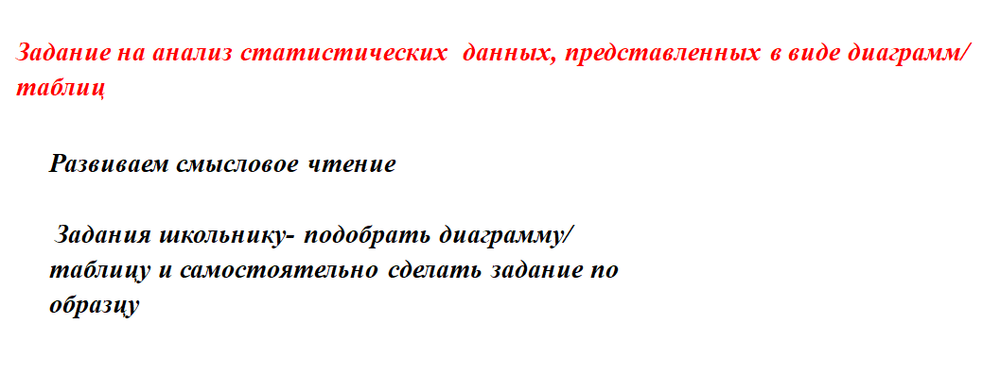 Задание на анализ статистических данных, представленных в виде диаграмм/
таблиц
Развиваем смысловое чтение
Задания школьнику- подобрать диаграмму/
таблицу и самостоятельно сделать задание по
образцу